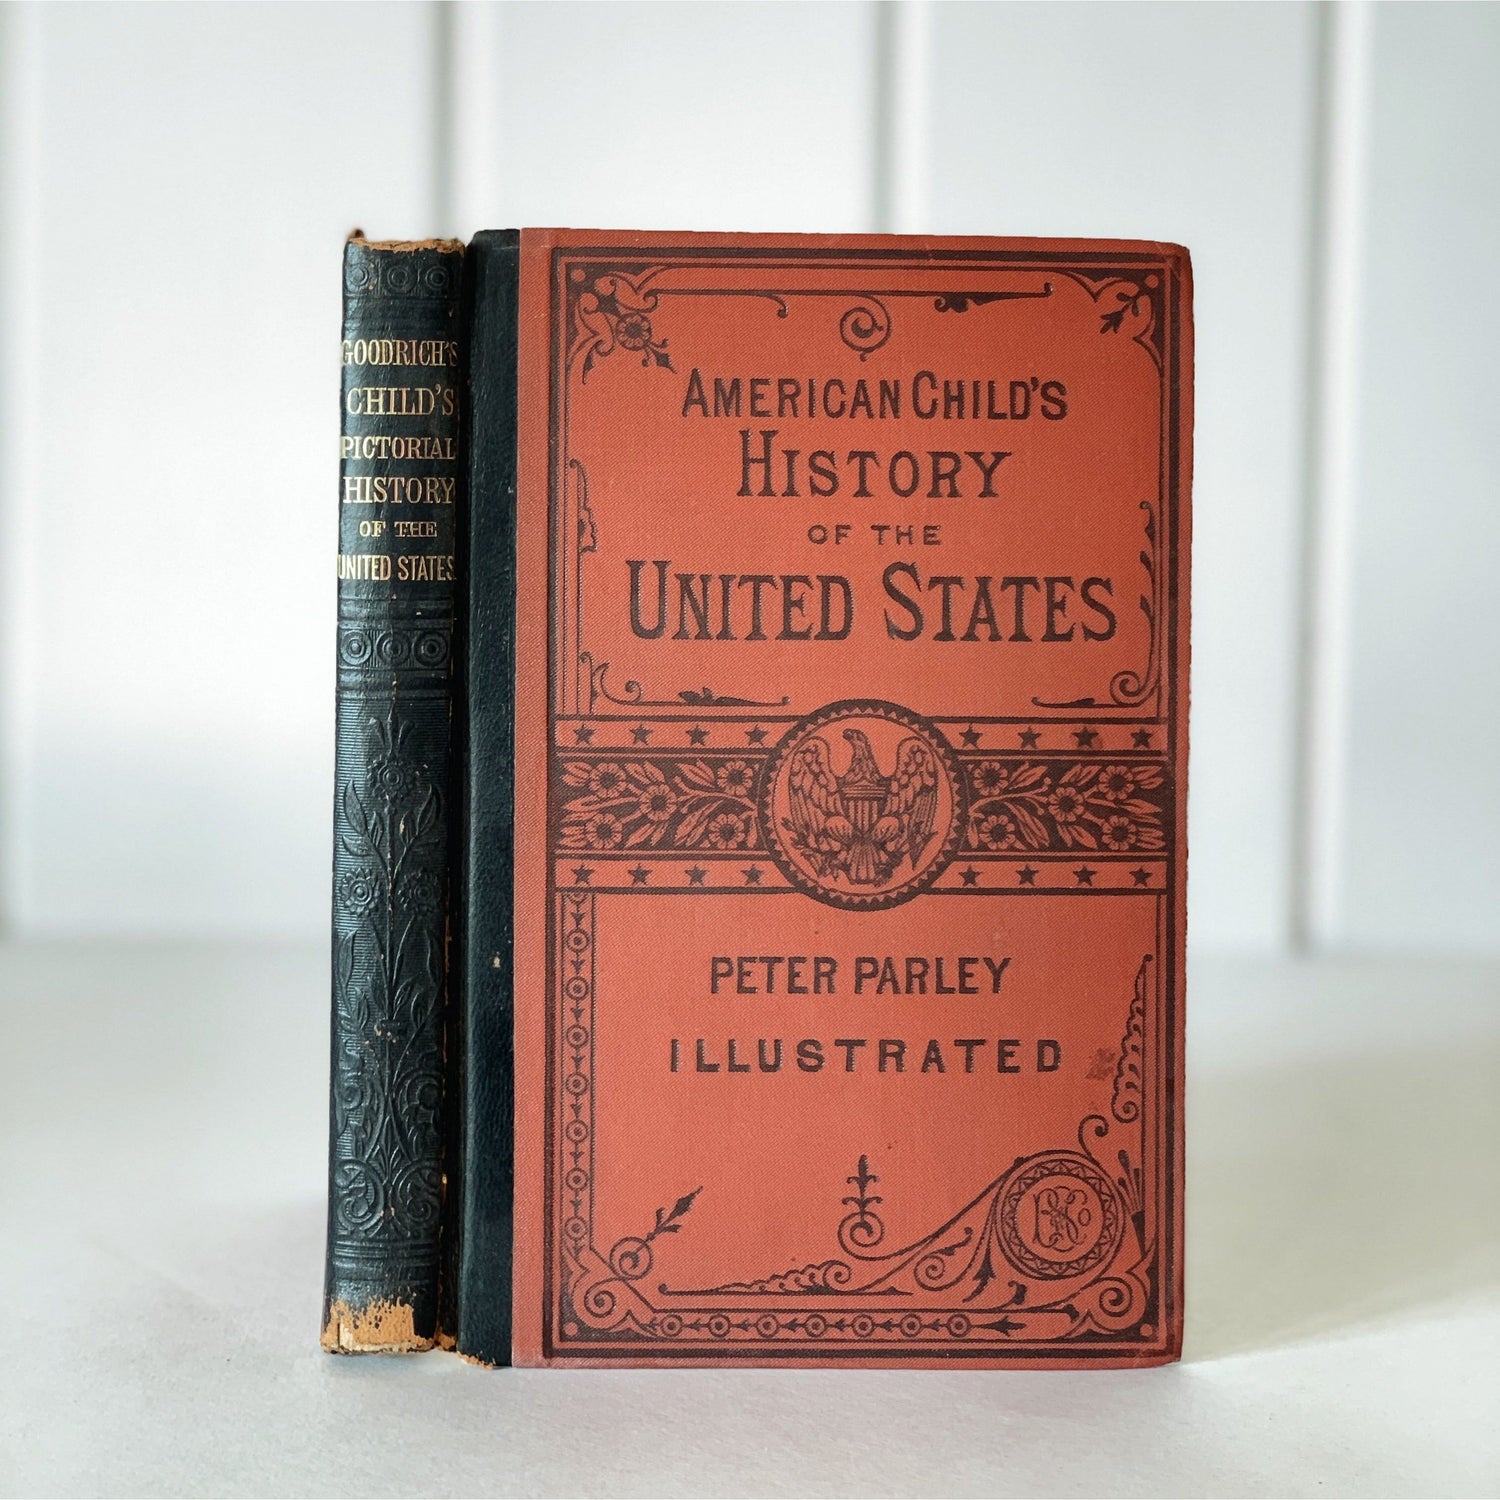 GOODRICH'S
CHILD'S
PICTORIAL
HISTORY
OF THE
UNITED STATES
AMERICAN CHILD'S
HISTORY
OF THE
UNITED STATES
PETER PARLEY
ILLUSTRATED